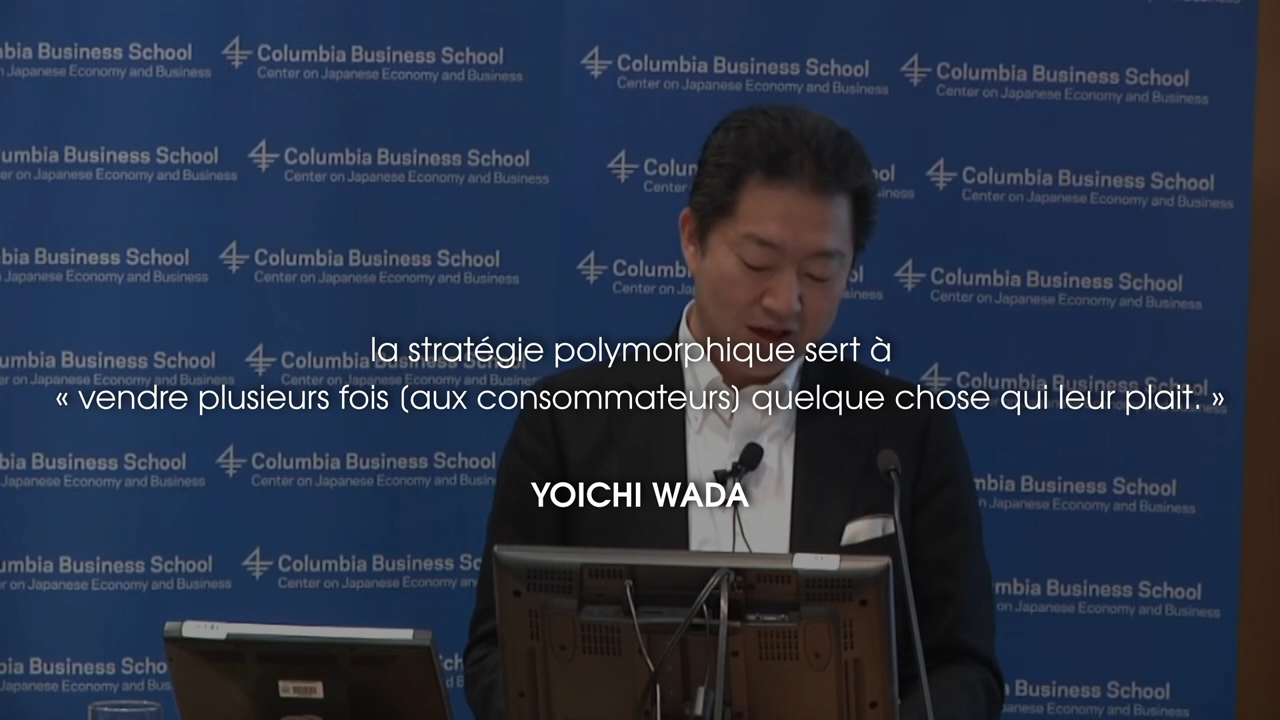 Columbia Business School
Center on Japanese Economy and Business
la stratégie polymorphique sert à
« vendre plusieurs fois (aux consommateurs) quelque chose qui leur plait. »
YOICHI WADA